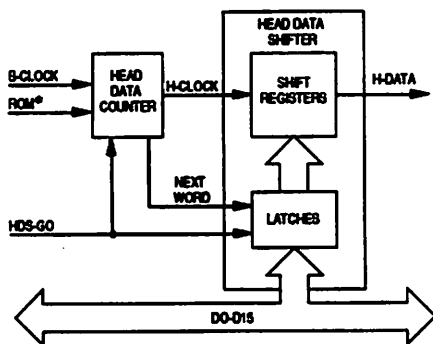 HEAD DATA
SHIFTER
B-CLOCK
ROM*
HEAD
DATA
COUNTER
H-CLOCK
SHIFT
REGISTERS
H-DATA
NEXT
WORD
LATCHES
HDS-GO
D0-D15